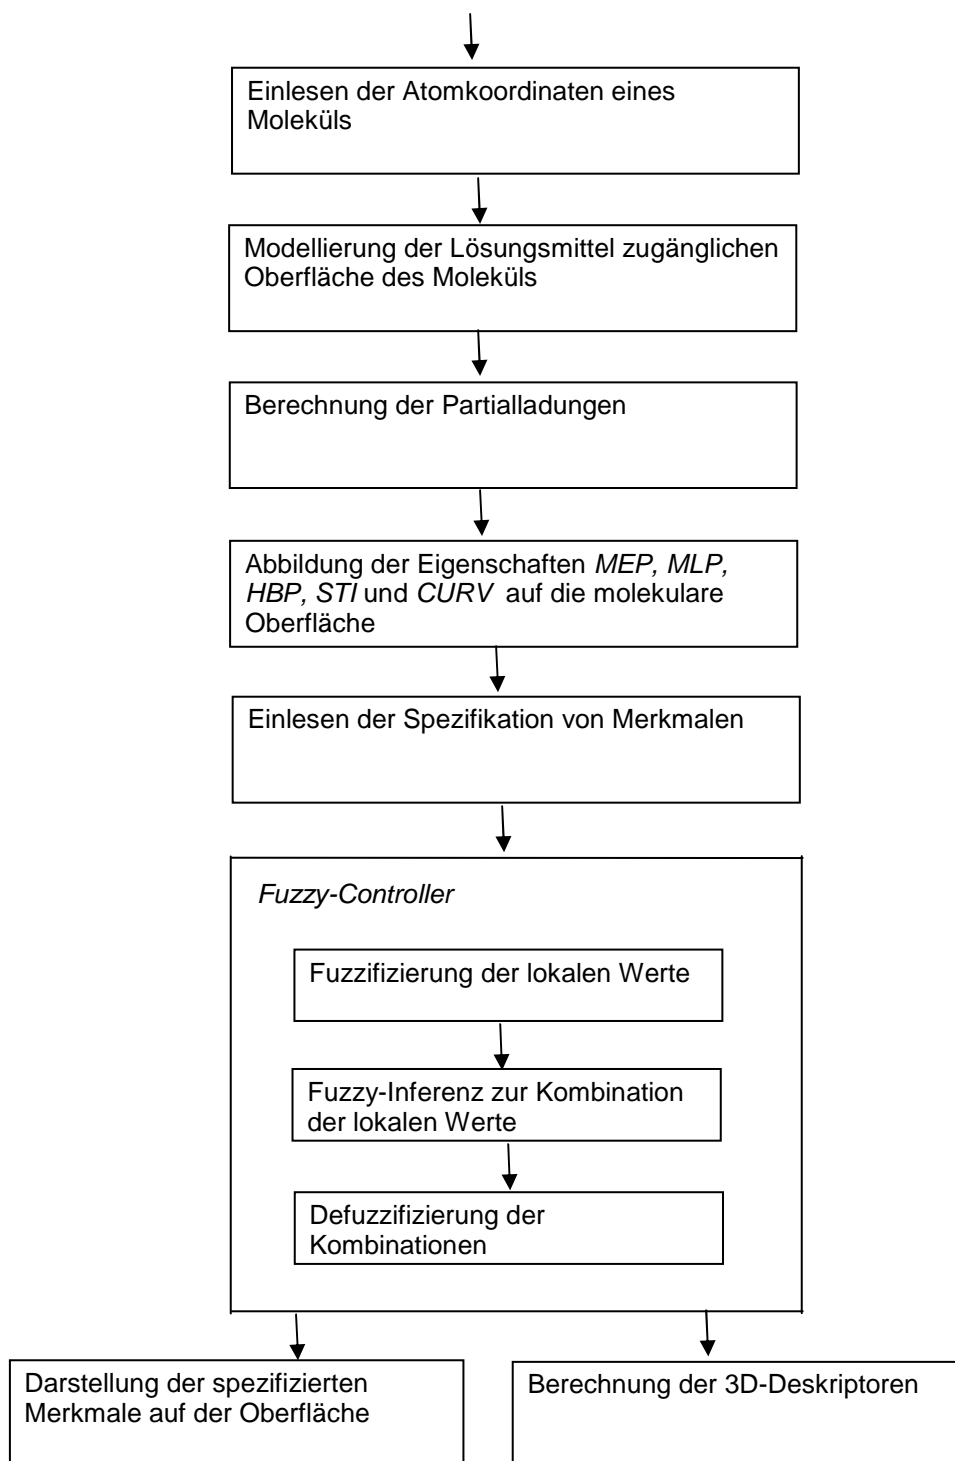 Einlesen der Atomkoordinaten eines
Moleküls
Modellierung der Lösungsmittel zugänglichen
Oberfläche des Moleküls
Berechnung der Partialladungen
Abbildung der Eigenschaften MEP, MLP,
HBP, STI und CURV auf die molekulare
Oberfläche
Einlesen der Spezifikation von Merkmalen
Fuzzy-Controller
Fuzzifizierung der lokalen Werte
Fuzzy-Inferenz zur Kombination
der lokalen Werte
Defuzzifizierung der
Kombinationen
Darstellung der spezifizierten
Merkmale auf der Oberfläche
Berechnung der 3D-Deskriptoren